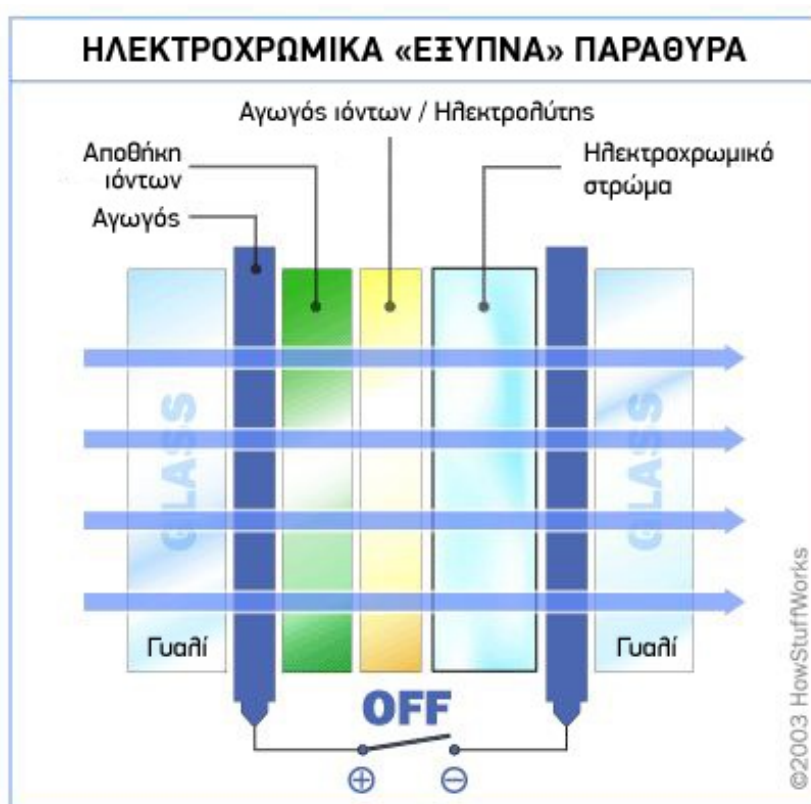 ΗΛΕΚΤΡΟΧΡΩΜΙΚΑ «ΕΞΥΠΝΑ» ΠΑΡΑΘΥΡΑ
Αγωγός ιόντων / Ηλεκτρολύτης
Αποθήκη
ιόντων
Αγωγός
Ηλεκτροχρωμικό
στρώμα
GLASS
GLASS
Γυαλί
Γυαλί
OFF
+ −
©2003 HowStuffWorks